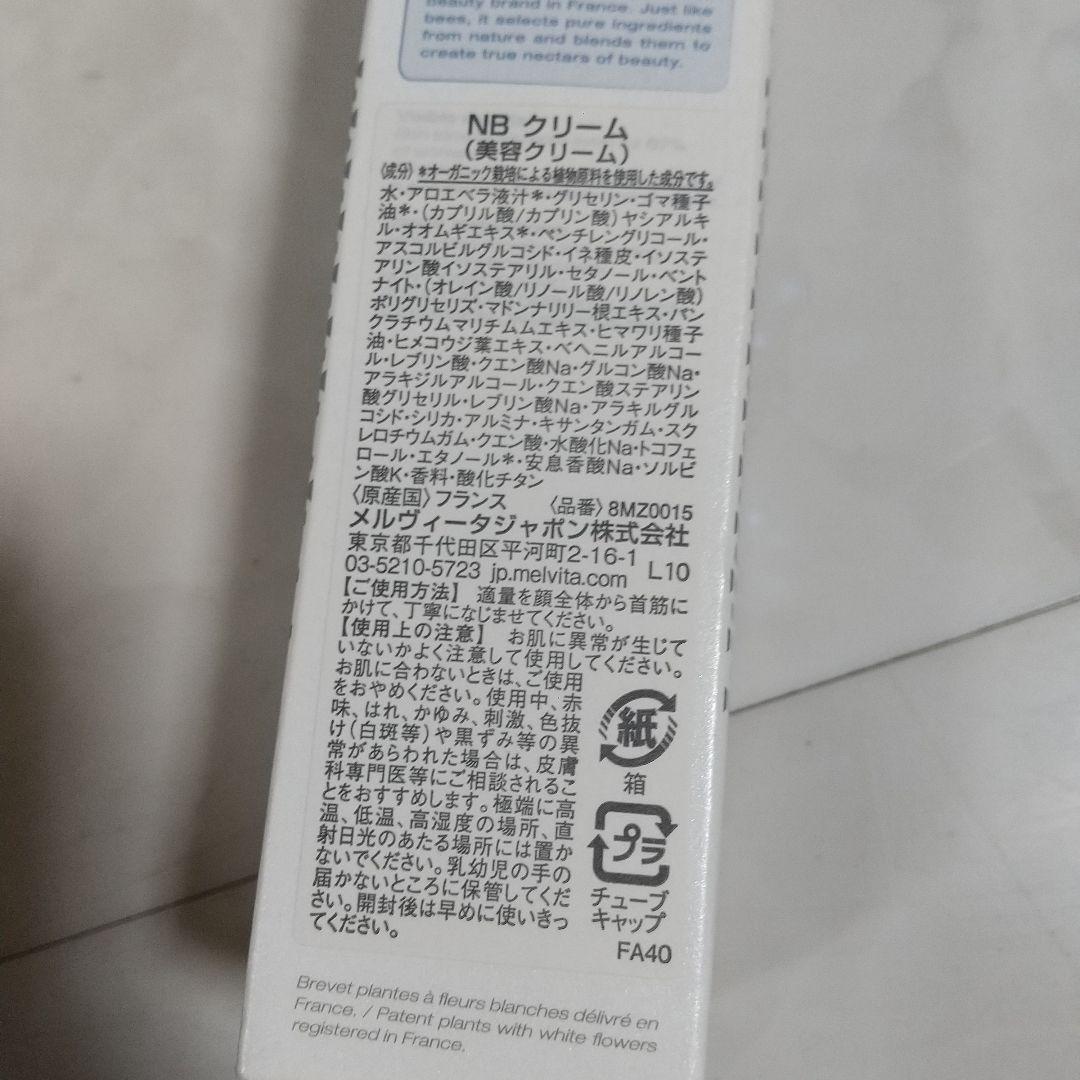 beauty brand in France. Just like
bees, it selects pure ingredients
from nature and blends them to
create true nectars of beauty.
NB クリーム
（美容クリーム）
〈成分〉＊オーガニック栽培による植物原料を使用した成分です。
水・アロエベラ液汁＊・グリセリン・ゴマ種子
油＊・（カプリル酸/カプリン酸）ヤシアルキ
ル・オオムギエキス＊・ペンチレングリコール・
アスコルビルグルコシド・イネ種皮・イソステ
アリン酸イソステアリル・セタノール・ベント
ナイト・（オレイン酸/リノール酸/リノレン酸）
ポリグリセリズ・マドンナリリー根エキス・パン
クラチウムマリチムムエキス・ヒマワリ種子
油・ヒメコウジ葉エキス・ベヘニルアルコー
ル・レブリン酸・クエン酸Na・グルコン酸Na・
アラキジルアルコール・クエン酸ステアリン
酸グリセリル・レブリン酸Na・アラキルグル
コシド・シリカ・アルミナ・キサンタンガム・スク
レロチウムガム・クエン酸・水酸化Na・トコフェ
ロール・エタノール＊・安息香酸Na・ソルビ
ン酸K・香料・酸化チタン
〈原産国〉フランス 〈品番〉8MZ0015
メルヴィータジャポン株式会社
東京都千代田区平河町2-16-1
03-5210-5723 jp.melvita.com L10
【ご使用方法】 適量を顔全体から首筋に
かけて、丁寧になじませてください。
【使用上の注意】 お肌に異常が生じて
いないかよく注意して使用してください。
お肌に合わないときは、ご使用
をおやめください。使用中、赤
味、はれ、かゆみ、刺激、色抜
け（白斑等）や黒ずみ等の異
常があらわれた場合は、皮膚
科専門医等にご相談されるこ
とをおすすめします。極端に高
温、低温、高湿度の場所、直
射日光のあたる場所には置か
ないでください。乳幼児の手の
届かないところに保管してくだ
さい。開封後は早めに使いきっ
てください。
紙
箱
プラ
チューブ
キャップ
FA40
Brevet plantes à fleurs blanches délivré en
France. / Patent plants with white flowers
registered in France.